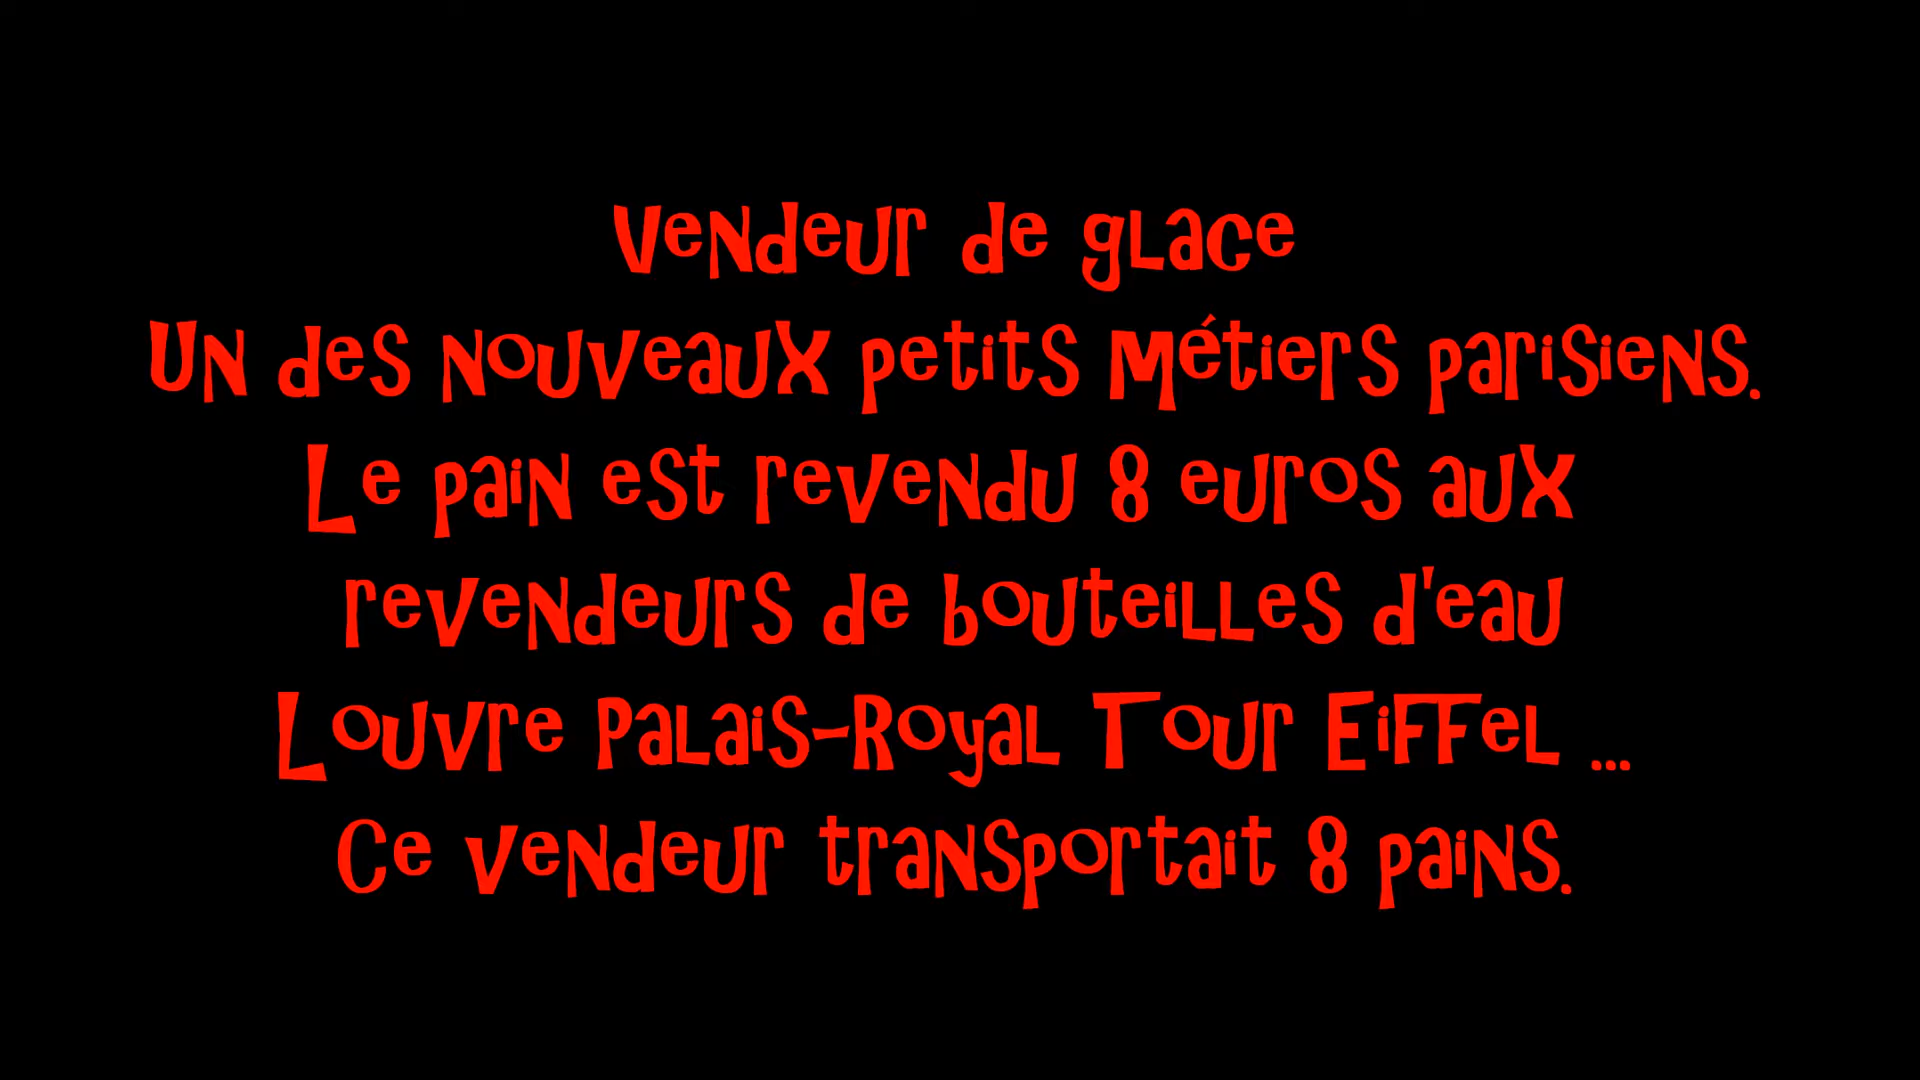 Vendeur de glace
Un des nouveaux petits métiers parisiens.
Le pain est revendu 8 euros aux
revendeurs de bouteilles d'eau
Louvre Palais-Royal Tour Eiffel ...
Ce vendeur transportait 8 pains.